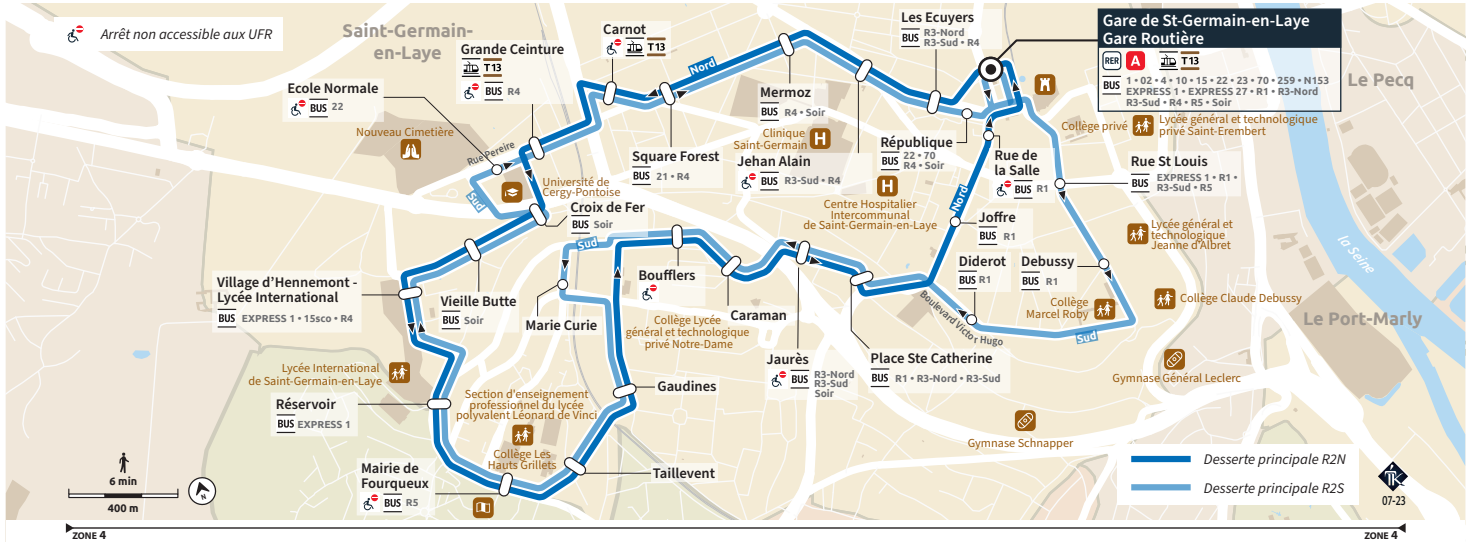 Arrêt non accessible aux UFR
Saint-Germain-
en-Laye
Carnot
T13
Grande Ceinture
T13
BUS R4
Ecole Normale
BUS 22
Nouveau Cimetière
Rue Pereire
Sud
Université de
Cergy-Pontoise
Croix de Fer
BUS Soir
Nord
Square Forest
BUS 21 • R4
Mermoz
BUS R4 • Soir
Clinique
Saint-Germain
H
Jehan Alain
BUS R3-Sud • R4
Les Ecuyers
BUS R3-Nord
R3-Sud • R4
République
BUS 22 • 70
R4 • Soir
H
Centre Hospitalier
Intercommunal
de Saint-Germain-en-Laye
Gare de St-Germain-en-Laye
Gare Routière
RER A T13
BUS 1 • 02 • 4 • 10 • 15 • 22 • 23 • 70 • 259 • N153
EXPRESS 1 • EXPRESS 27 • R1 • R3-Nord
R3-Sud • R4 • R5 • Soir
Le Pecq
Collège privé
Lycée général et technologique
privé Saint-Erembert
Rue de
la Salle
BUS R1
Rue St Louis
BUS EXPRESS 1 • R1 •
R3-Sud • R5
Nord
Joffre
BUS R1
Lycée général et
technologique
Jeanne d'Albret
la Seine
Diderot
BUS R1
Debussy
BUS R1
Collège
Marcel Roby
Collège Claude Debussy
Le Port-Marly
Boulevard Victor Hugo
Sud
Gymnase Général Leclerc
Gymnase Schnapper
Village d'Hennemont -
Lycée International
BUS EXPRESS 1 • 15sco • R4
Vieille Butte
BUS Soir
Sud
Marie Curie
Boufflers
Caraman
Collège Lycée
général et technologique
privé Notre-Dame
Jaurès
BUS R3-Nord
R3-Sud
Soir
Place Ste Catherine
BUS R1 • R3-Nord • R3-Sud
Lycée International
de Saint-Germain-en-Laye
Réservoir
BUS EXPRESS 1
Section d'enseignement
professionnel du lycée
polyvalent Léonard de Vinci
Collège Les
Hauts Grillets
Gaudines
Taillevent
Mairie de
Fourqueux
BUS R5
6 min
400 m
N
Desserte principale R2N
Desserte principale R2S
07-23
ZONE 4
ZONE 4